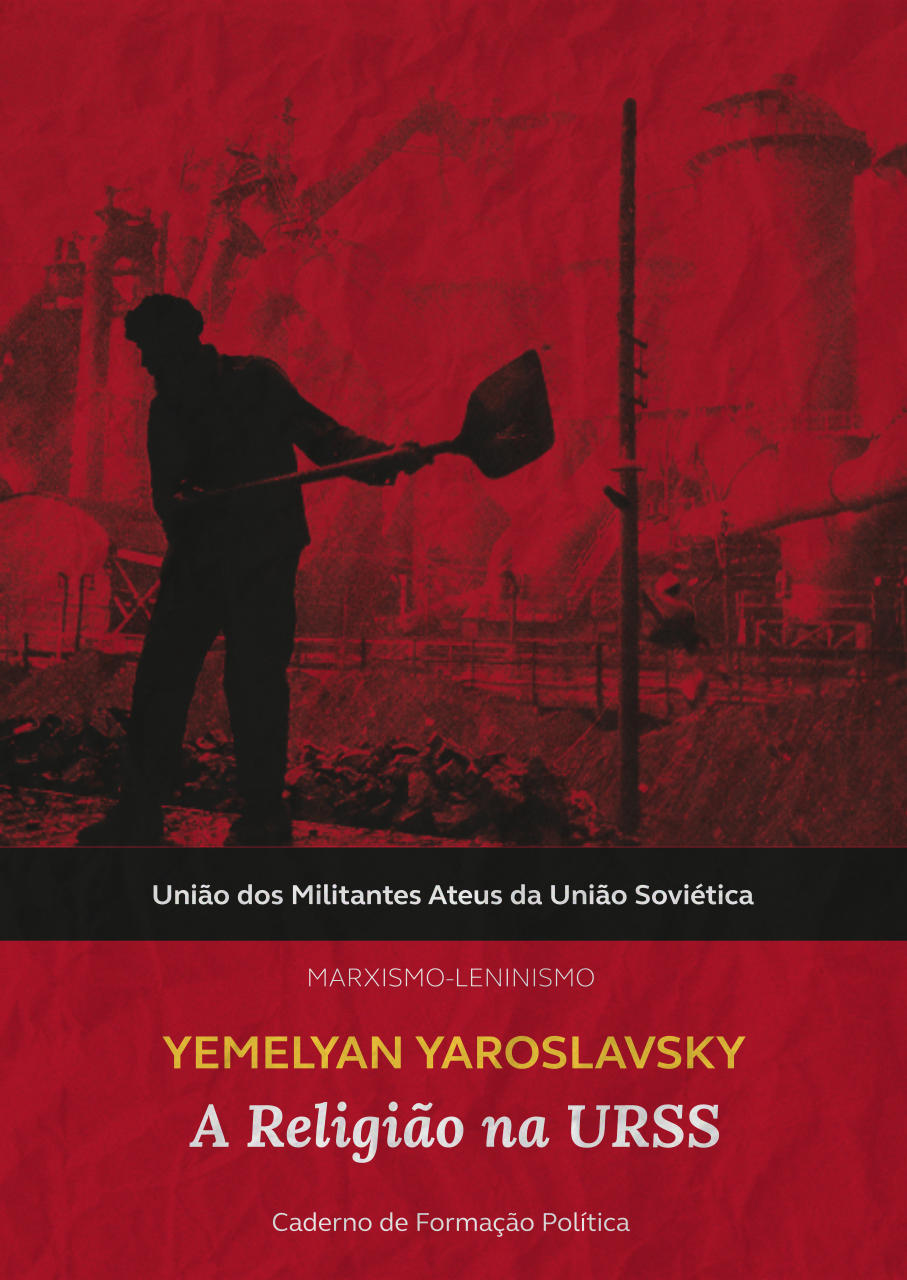 União dos Militantes Ateus da União Soviética
MARXISMO-LENINISMO
YEMELYAN YAROSLAVSKY
A Religião na URSS
Caderno de Formação Política